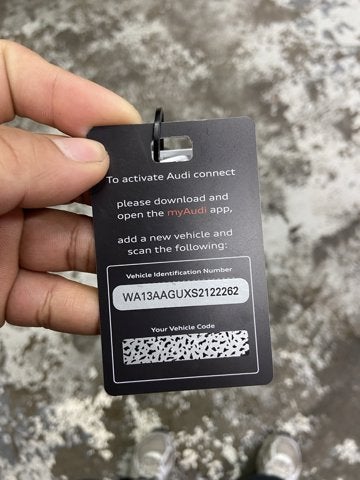 To activate Audi connect
please download and
open the myAudi app,
add a new vehicle and
scan the following:
Vehicle Identification Number
WA13AAGUXS2122262
Your Vehicle Code